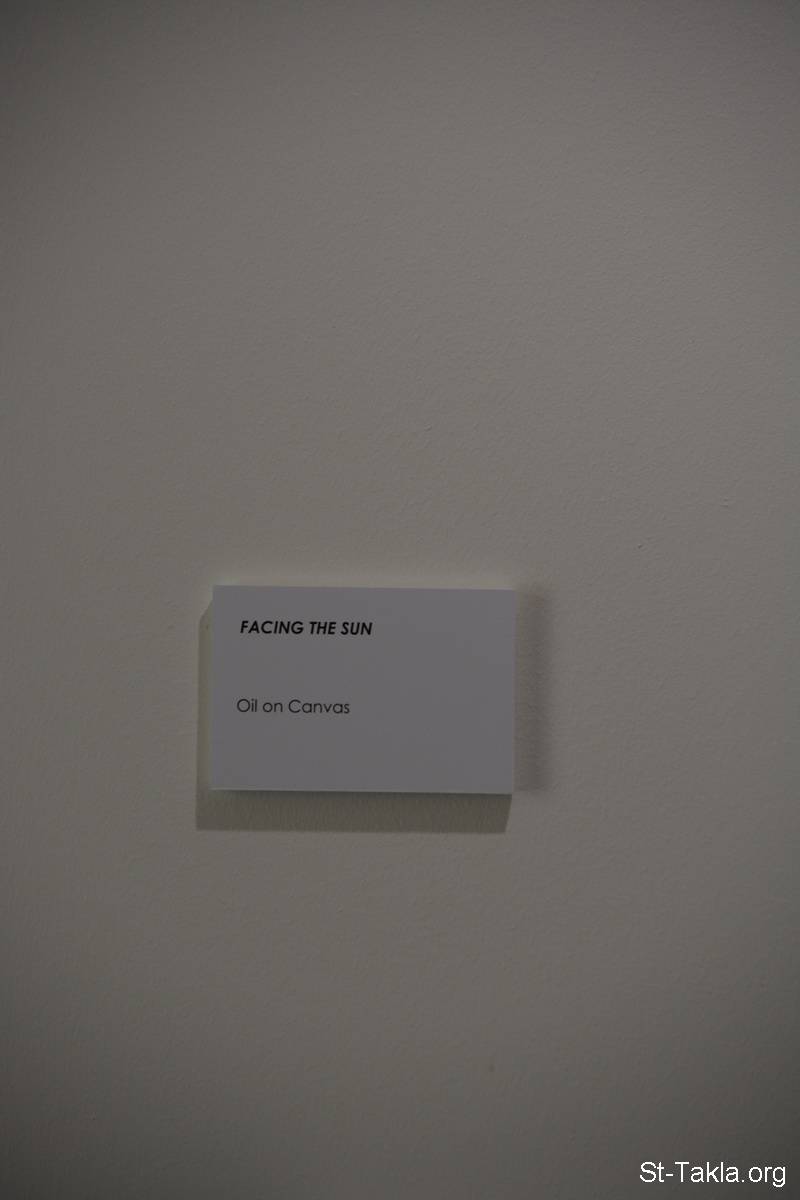 FACING THE SUN
Oil on Canvas
St-Takla.org